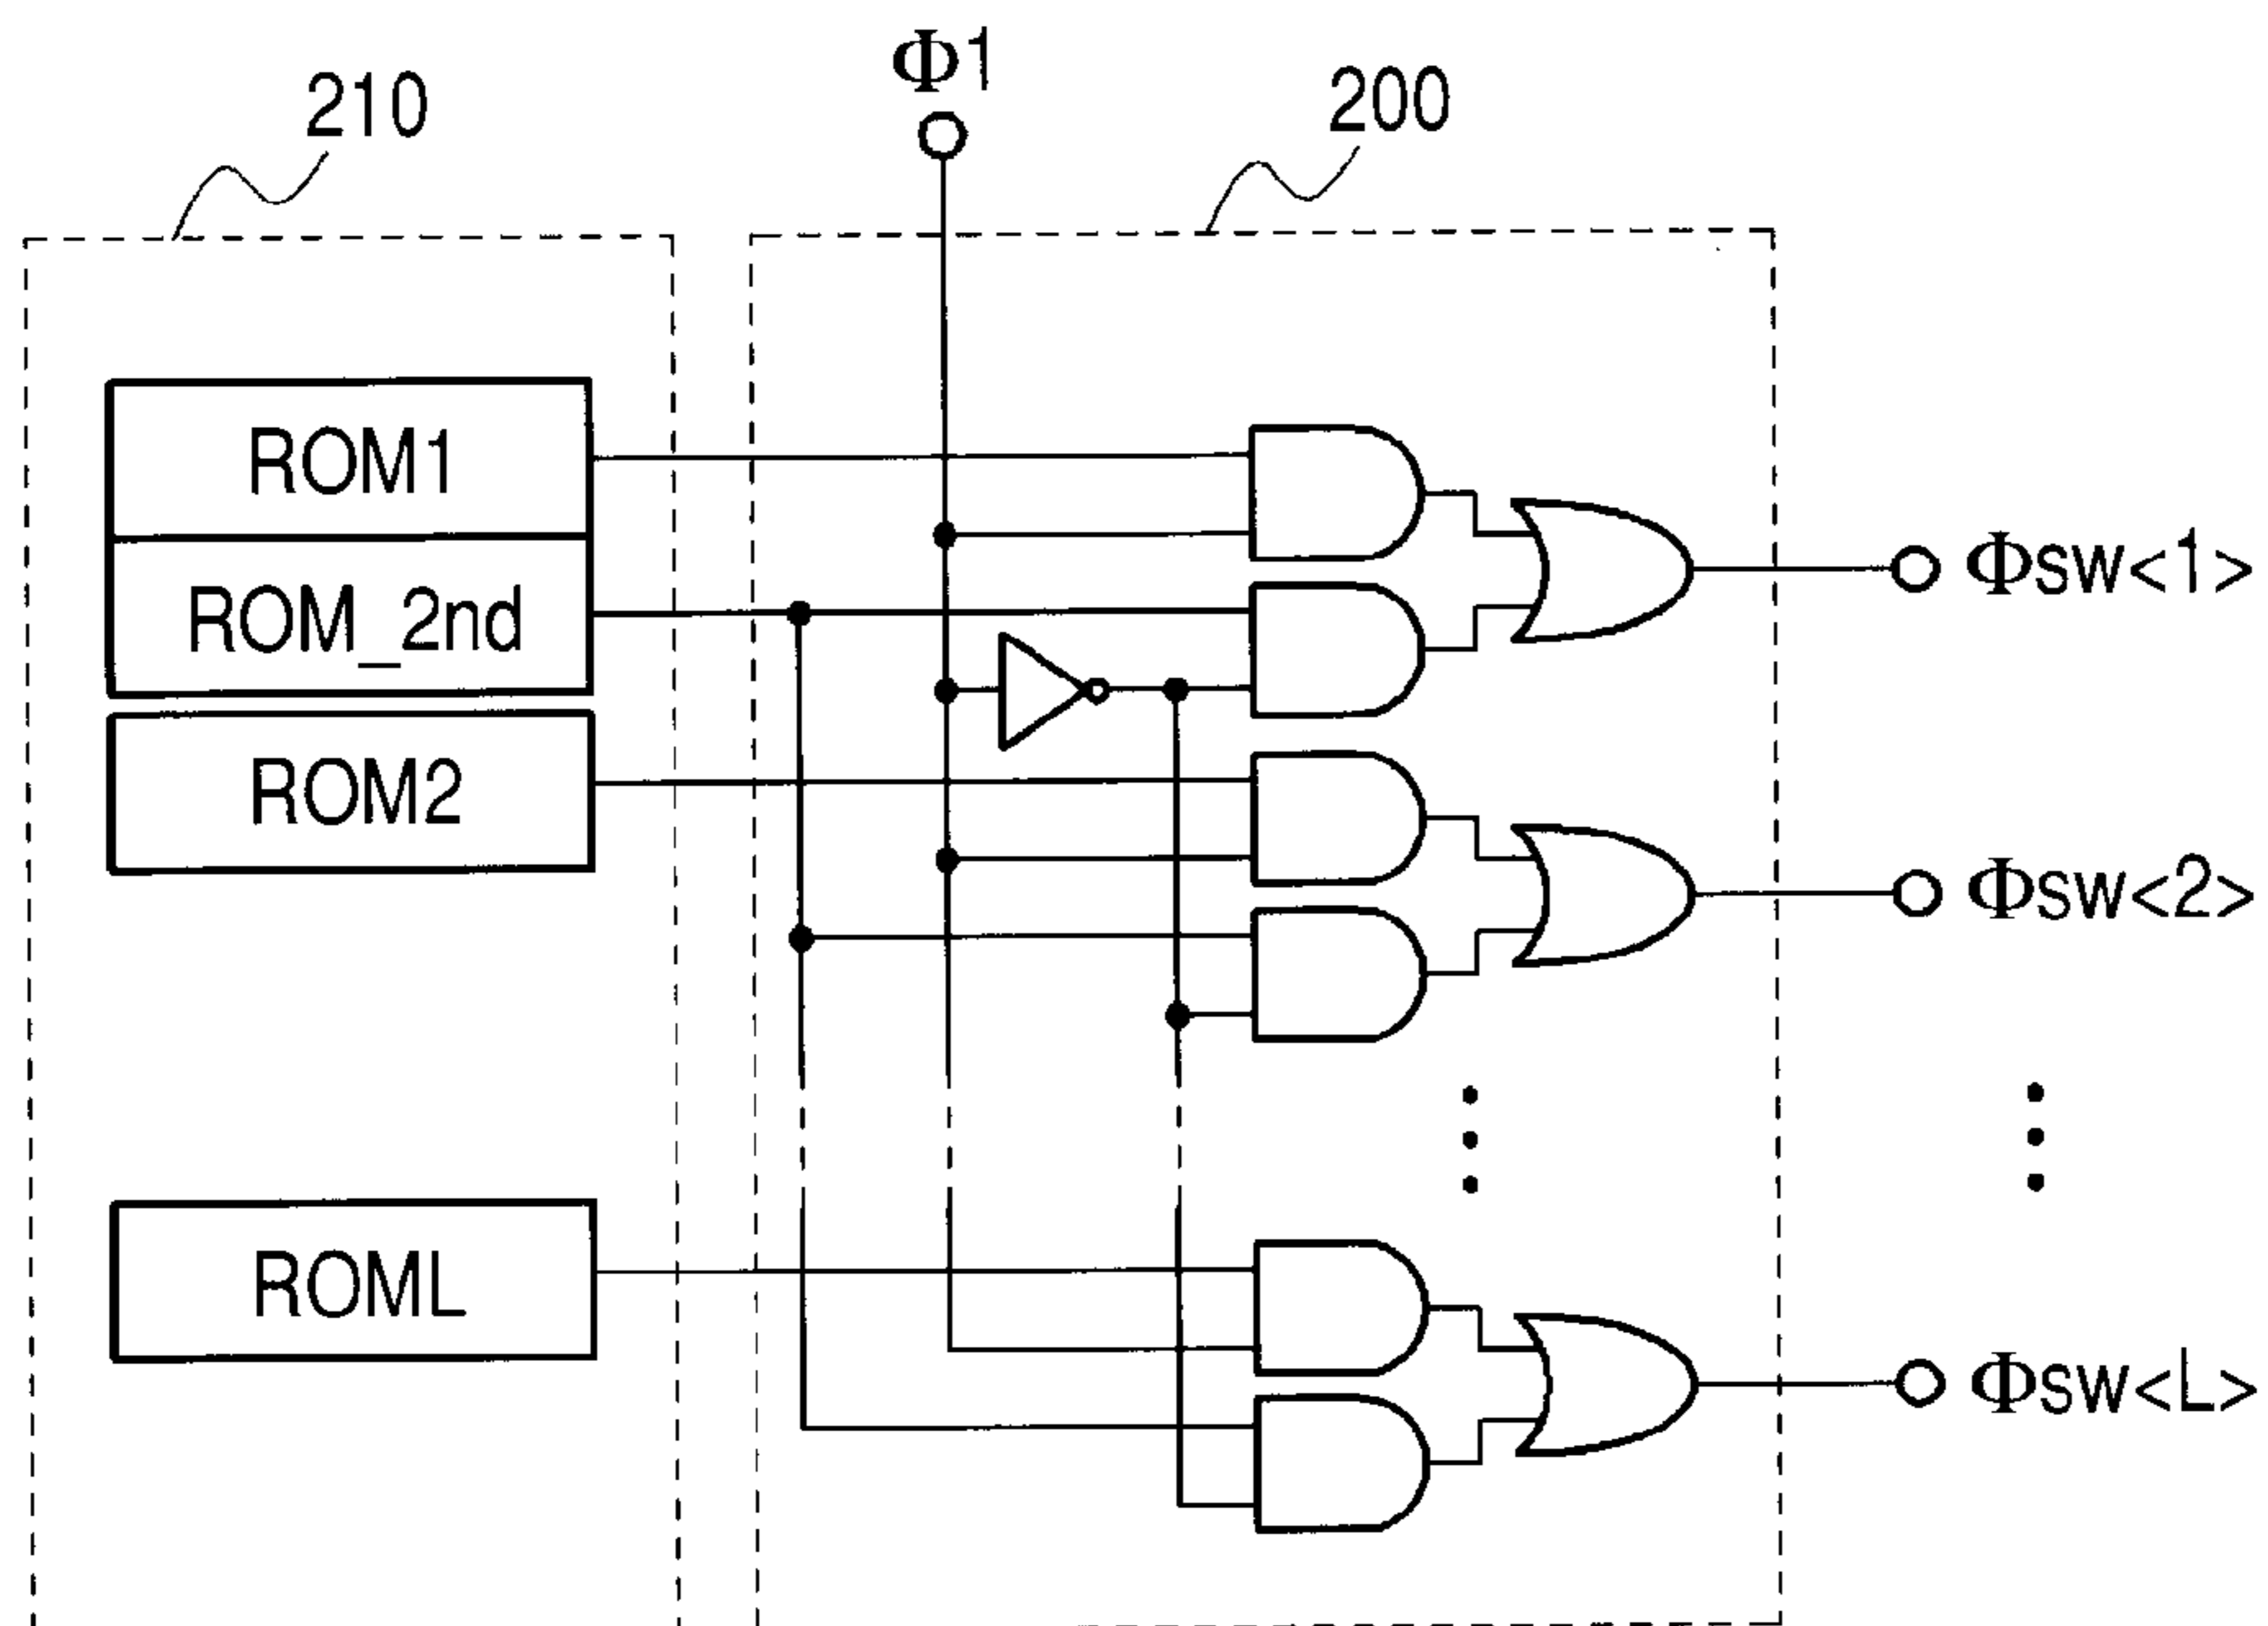 Φ1
210
200
ROM1
ROM_2nd
ROM2
ROML
Φsw<1>
Φsw<2>
Φsw<L>